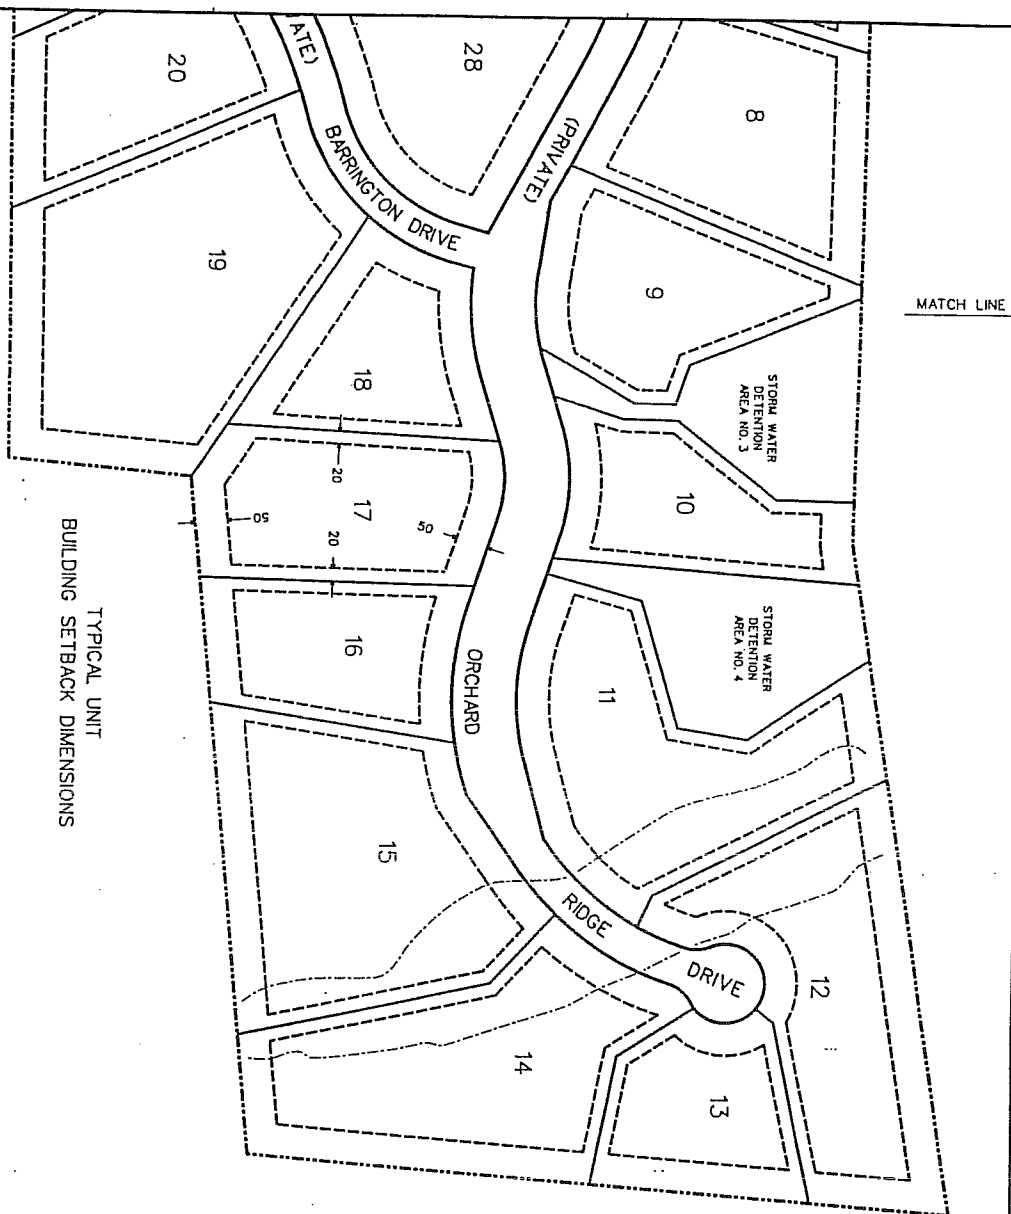 20
ATE)
28
8
(PRIVATE)
BARRINGTON DRIVE
19
9
MATCH LINE
18
STORM WATER
DETENTION
AREA NO. 3
20
17
50
50
20
10
16
ORCHARD
STORM WATER
DETENTION
AREA NO. 4
11
TYPICAL UNIT
BUILDING SETBACK DIMENSIONS
15
RIDGE
DRIVE
12
14
13